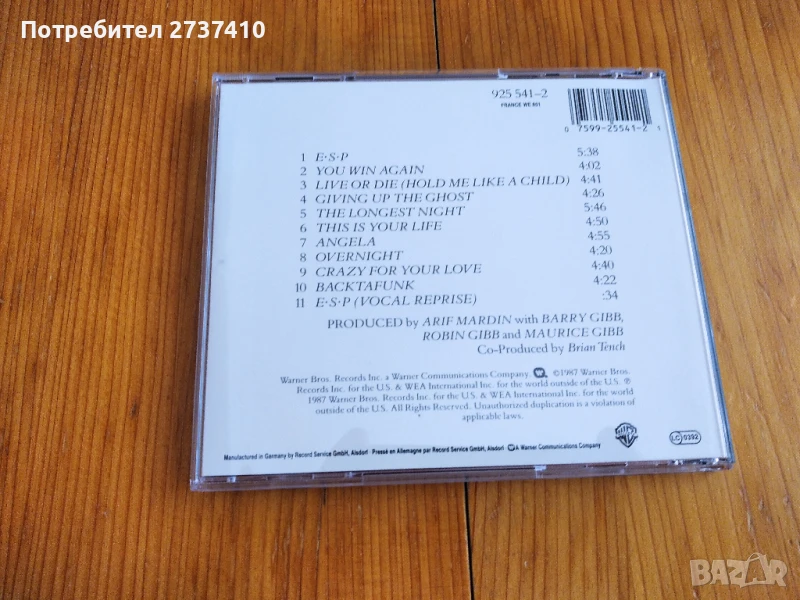 Потребител 2737410
925 541-2
FRANCE WE 851
0 7599-25541-2 1
1 E·S·P 5:38
2 YOU WIN AGAIN 4:02
3 LIVE OR DIE (HOLD ME LIKE A CHILD) 4:41
4 GIVING UP THE GHOST 4:26
5 THE LONGEST NIGHT 5:46
6 THIS IS YOUR LIFE 4:50
7 ANGELA 4:55
8 OVERNIGHT 4:20
9 CRAZY FOR YOUR LOVE 4:40
10 BACKTAFUNK 4:22
11 E·S·P (VOCAL REPRISE) :34
PRODUCED by ARIF MARDIN with BARRY GIBB,
ROBIN GIBB and MAURICE GIBB
Co-Produced by Brian Tench
Warner Bros. Records Inc. a Warner Communications Company. ©1987 Warner Bros.
Records Inc. for the U.S. & WEA International Inc. for the world outside of the U.S. ℗
1987 Warner Bros. Records Inc. for the U.S. & WEA International Inc. for the world
outside of the U.S. All Rights Reserved. Unauthorized duplication is a violation of
applicable laws.
LC 0392
Manufactured in Germany by Record Service GmbH, Alsdorf · Pressé en Allemagne par Record Service GmbH, Alsdorf A Warner Communications Company
BAZAR